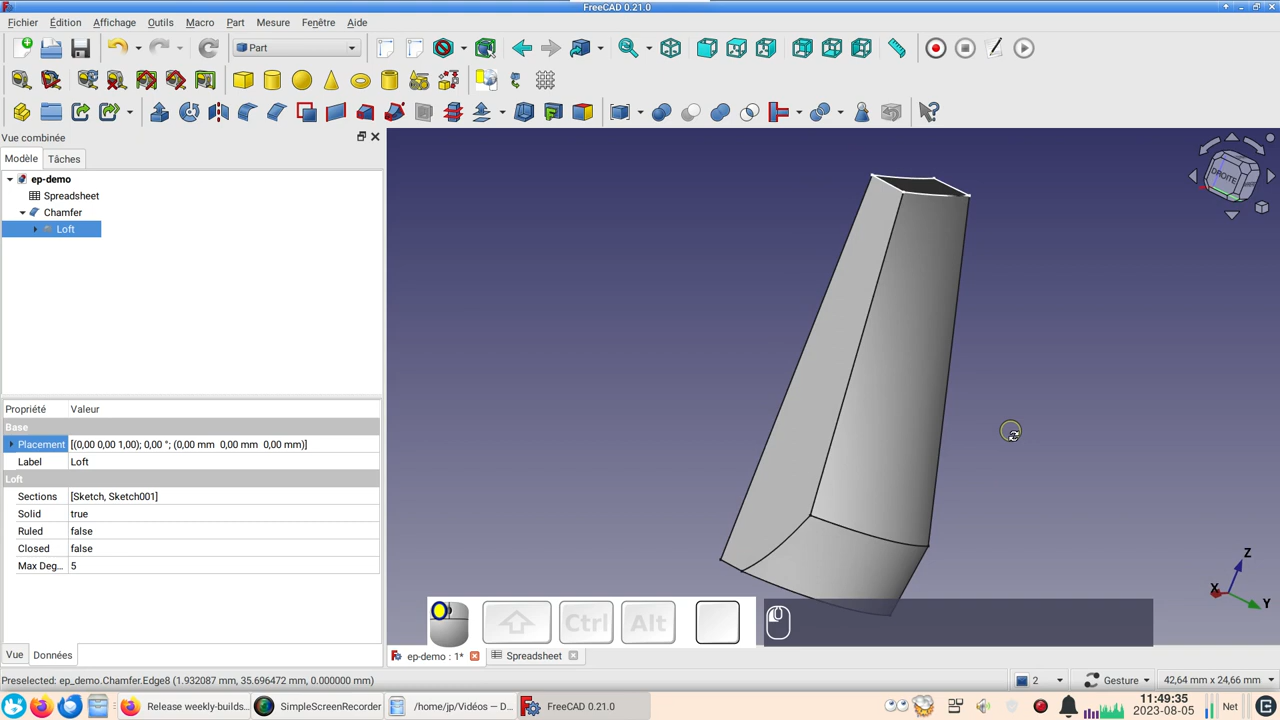 FreeCAD 0.21.0
Fichier Édition Affichage Outils Macro Part Mesure Fenêtre Aide
Part
Vue combinée
Modèle Tâches
ep-demo
Spreadsheet
Chamfer
Loft
Propriété Valeur
Base
Placement [(0,00 0,00 1,00); 0,00 °; (0,00 mm 0,00 mm 0,00 mm)]
Label Loft
Loft
Sections [Sketch, Sketch001]
Solid true
Ruled false
Closed false
Max Deg... 5
DROITE
Z
X
Y
Ctrl Alt
Vue Données
ep-demo : 1* Spreadsheet
Preselected: ep_demo.Chamfer.Edge8 (1.932087 mm, 35.696472 mm, 0.000000 mm)
2 Gesture 42,64 mm x 24,66 mm
Release weekly-builds... SimpleScreenRecorder /home/jp/Vidéos — D... FreeCAD 0.21.0
Net
11:49:35
2023-08-05